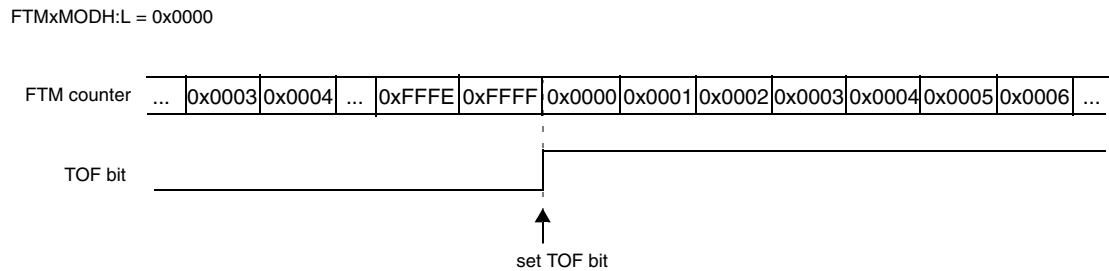 FTMxMODH:L = 0x0000
FTM counter ... 0x0003 0x0004 ... 0xFFFE 0xFFFF 0x0000 0x0001 0x0002 0x0003 0x0004 0x0005 0x0006 ...
TOF bit
set TOF bit